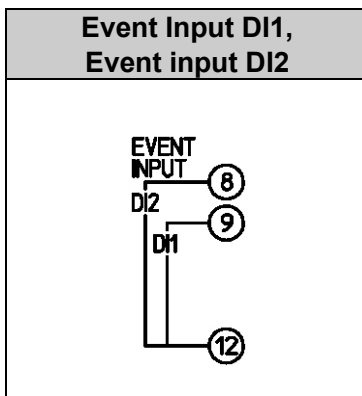 Event Input DI1,
Event input DI2
EVENT
INPUT
8
DI2
9
DI1
12